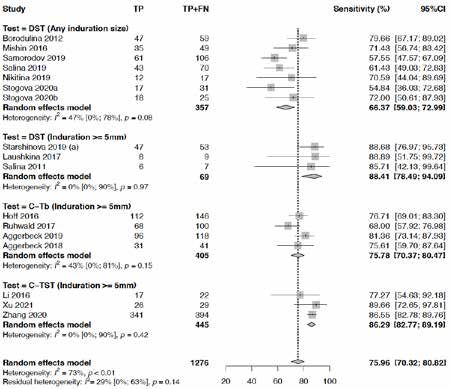 Study TP TP+FN Sensitivity (%) 95%CI
Test = DST (Any induration size)
Borodulina 2012 47 59 79.66 [67.17; 89.02]
Mishin 2016 35 49 71.43 [56.74; 83.42]
Samorodov 2019 61 106 57.55 [47.57; 67.09]
Salina 2019 43 70 61.43 [49.03; 72.83]
Nikitina 2019 12 17 70.59 [44.04; 89.69]
Stogova 2020a 17 31 54.84 [36.03; 72.68]
Stogova 2020b 18 25 72.00 [50.61; 87.93]
Random effects model 357 66.37 [59.03; 72.99]
Heterogeneity: I² = 47% [0%; 78%], p = 0.08
Test = DST (Induration >= 5mm)
Starshinova 2019 (a) 47 53 88.68 [76.97; 95.73]
Laushkina 2017 8 9 88.89 [51.75; 99.72]
Salina 2011 6 7 85.71 [42.13; 99.64]
Random effects model 69 88.41 [78.49; 94.09]
Heterogeneity: I² = 0% [0%; 90%], p = 0.97
Test = C-Tb (Induration >= 5mm)
Hoff 2016 112 146 76.71 [69.01; 83.30]
Ruhwald 2017 68 100 68.00 [57.92; 76.98]
Aggerbeck 2019 96 118 81.36 [73.14; 87.93]
Aggerbeck 2018 31 41 75.61 [59.70; 87.64]
Random effects model 405 75.78 [70.37; 80.47]
Heterogeneity: I² = 43% [0%; 81%], p = 0.15
Test = C-TST (Induration >= 5mm)
Li 2016 17 22 77.27 [54.63; 92.18]
Xu 2021 26 29 89.66 [72.65; 97.81]
Zhang 2020 341 394 86.55 [82.78; 89.76]
Random effects model 445 86.29 [82.77; 89.19]
Heterogeneity: I² = 0% [0%; 90%], p = 0.42
Random effects model 1276 75.96 [70.32; 80.82]
Heterogeneity: I² = 73%, p < 0.01
Residual heterogeneity: I² = 29% [0%; 63%], p = 0.14
20 40 60 80 100